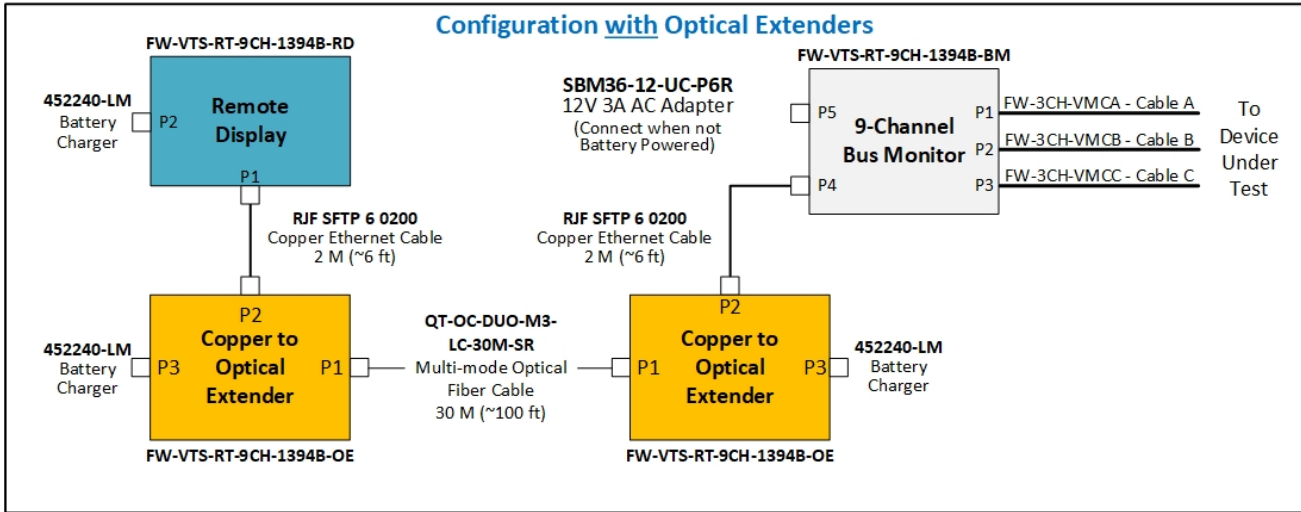 Configuration with Optical Extenders
FW-VTS-RT-9CH-1394B-RD
452240-LM
Battery
Charger
P2
Remote
Display
P1
RJF SFTP 6 0200
Copper Ethernet Cable
2 M (~6 ft)
452240-LM
Battery
Charger
P3
P2
Copper to
Optical
Extender
P1
FW-VTS-RT-9CH-1394B-OE
QT-OC-DUO-M3-
LC-30M-SR
Multi-mode Optical
Fiber Cable
30 M (~100 ft)
SBM36-12-UC-P6R
12V 3A AC Adapter
(Connect when not
Battery Powered)
FW-VTS-RT-9CH-1394B-BM
P5
P4
9-Channel
Bus Monitor
P1
P2
P3
FW-3CH-VMCA - Cable A
FW-3CH-VMCB - Cable B
FW-3CH-VMCC - Cable C
To
Device
Under
Test
RJF SFTP 6 0200
Copper Ethernet Cable
2 M (~6 ft)
P2
P1
Copper to
Optical
Extender
P3
452240-LM
Battery
Charger
FW-VTS-RT-9CH-1394B-OE